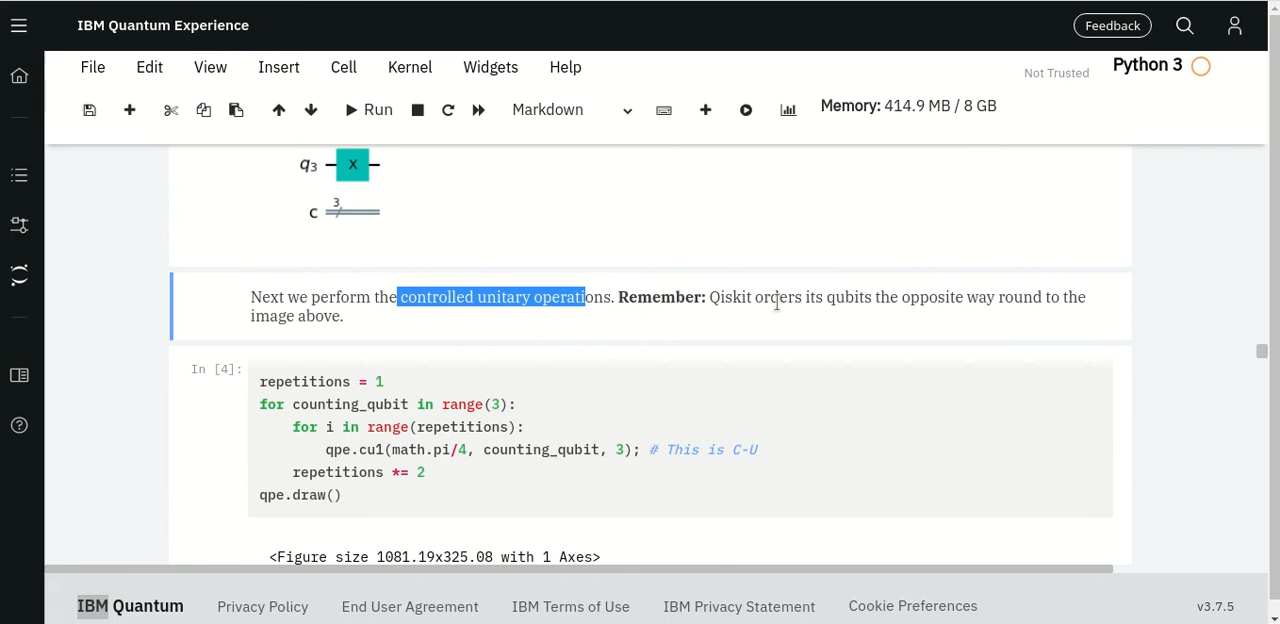 IBM Quantum Experience
Feedback
File Edit View Insert Cell Kernel Widgets Help
Not Trusted
Python 3
Run
Markdown
Memory: 414.9 MB / 8 GB
q3 X
c 3
Next we perform the controlled unitary operations. Remember: Qiskit orders its qubits the opposite way round to the
image above.
In [4]:
repetitions = 1
for counting_qubit in range(3):
    for i in range(repetitions):
        qpe.cu1(math.pi/4, counting_qubit, 3); # This is C-U
    repetitions *= 2
qpe.draw()
<Figure size 1081.19x325.08 with 1 Axes>
IBM Quantum Privacy Policy End User Agreement IBM Terms of Use IBM Privacy Statement Cookie Preferences v3.7.5